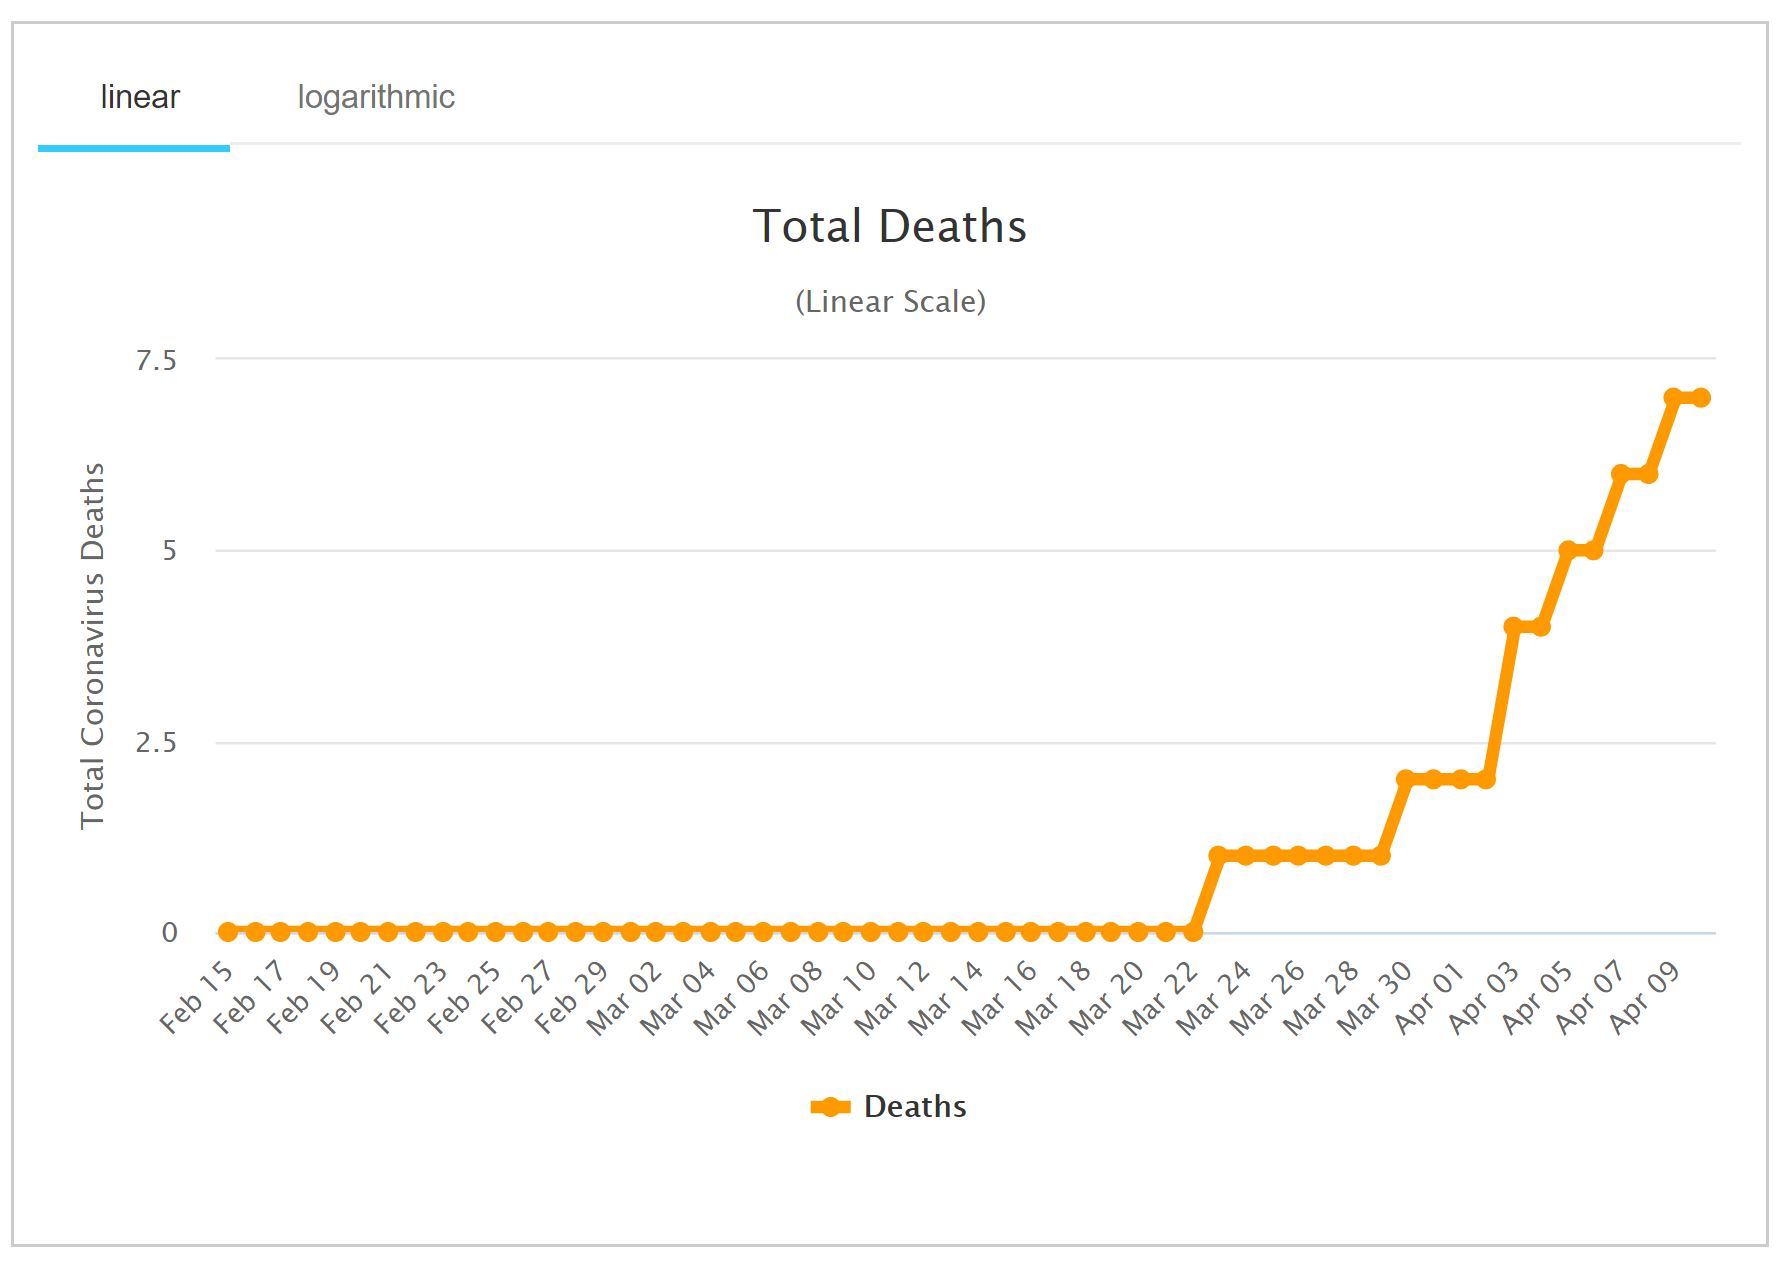 linear logarithmic
Total Deaths
(Linear Scale)
Total Coronavirus Deaths
7.5
5
2.5
0
Feb 15 Feb 17 Feb 19 Feb 21 Feb 23 Feb 25 Feb 27 Feb 29 Mar 02 Mar 04 Mar 06 Mar 08 Mar 10 Mar 12 Mar 14 Mar 16 Mar 18 Mar 20 Mar 22 Mar 24 Mar 26 Mar 28 Mar 30 Apr 01 Apr 03 Apr 05 Apr 07 Apr 09
Deaths